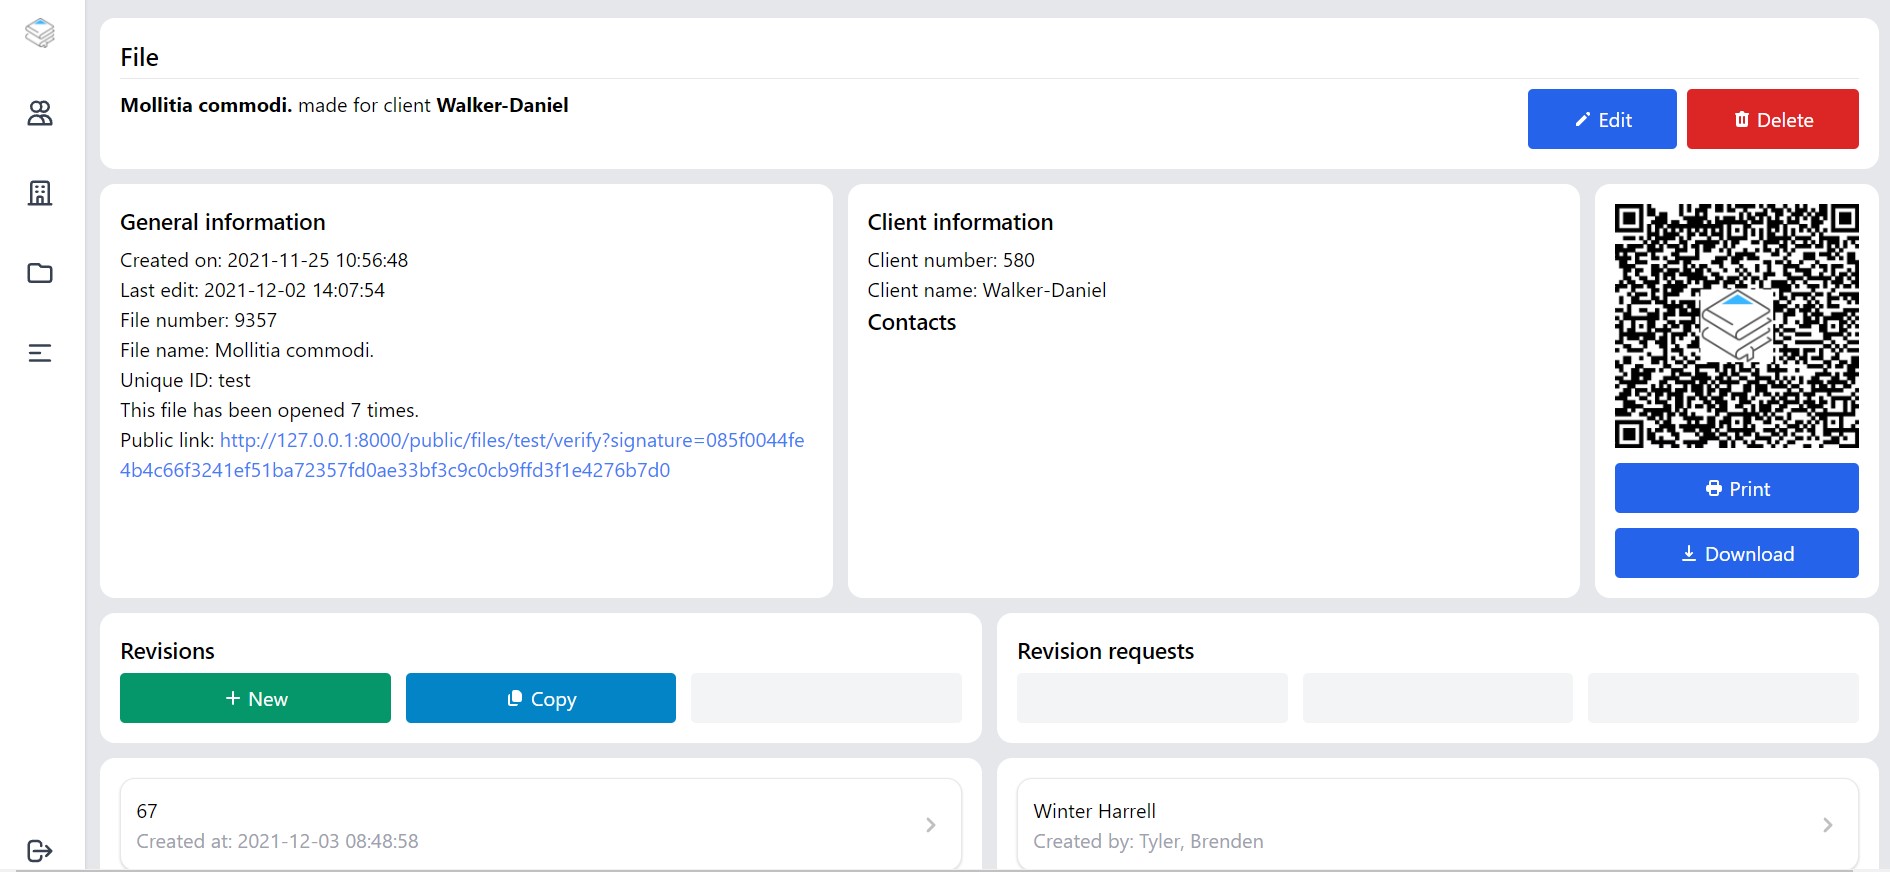 File
Mollitia commodi. made for client Walker-Daniel
Edit
Delete
General information
Created on: 2021-11-25 10:56:48
Last edit: 2021-12-02 14:07:54
File number: 9357
File name: Mollitia commodi.
Unique ID: test
This file has been opened 7 times.
Public link: http://127.0.0.1:8000/public/files/test/verify?signature=085f0044fe
4b4c66f3241ef51ba72357fd0ae33bf3c9c0cb9ffd3f1e4276b7d0
Client information
Client number: 580
Client name: Walker-Daniel
Contacts
Print
Download
Revisions
New
Copy
Revision requests
67
Created at: 2021-12-03 08:48:58
Winter Harrell
Created by: Tyler, Brenden